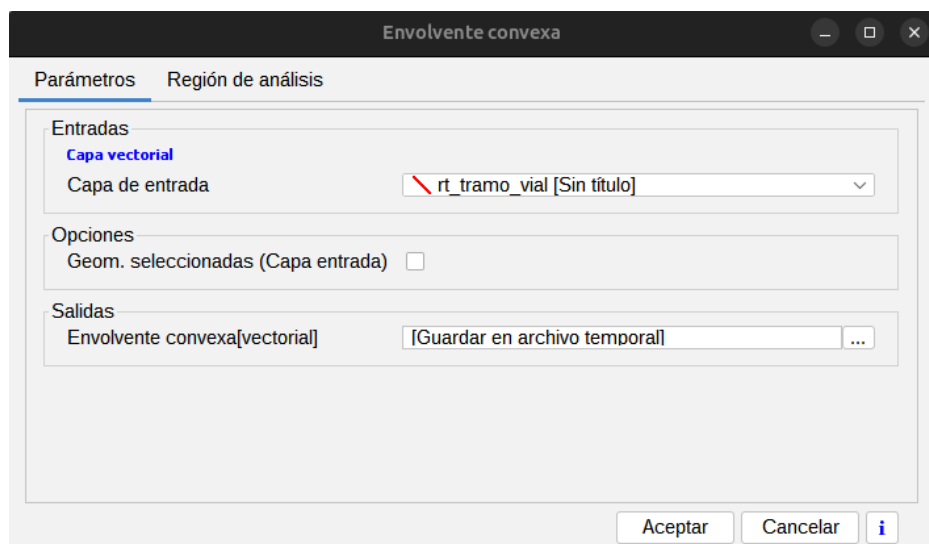 Envolvente convexa
Parámetros Región de análisis
Entradas
Capa vectorial
Capa de entrada rt_tramo_vial [Sin título]
Opciones
Geom. seleccionadas (Capa entrada)
Salidas
Envolvente convexa[vectorial] [Guardar en archivo temporal] ...
Aceptar Cancelar i